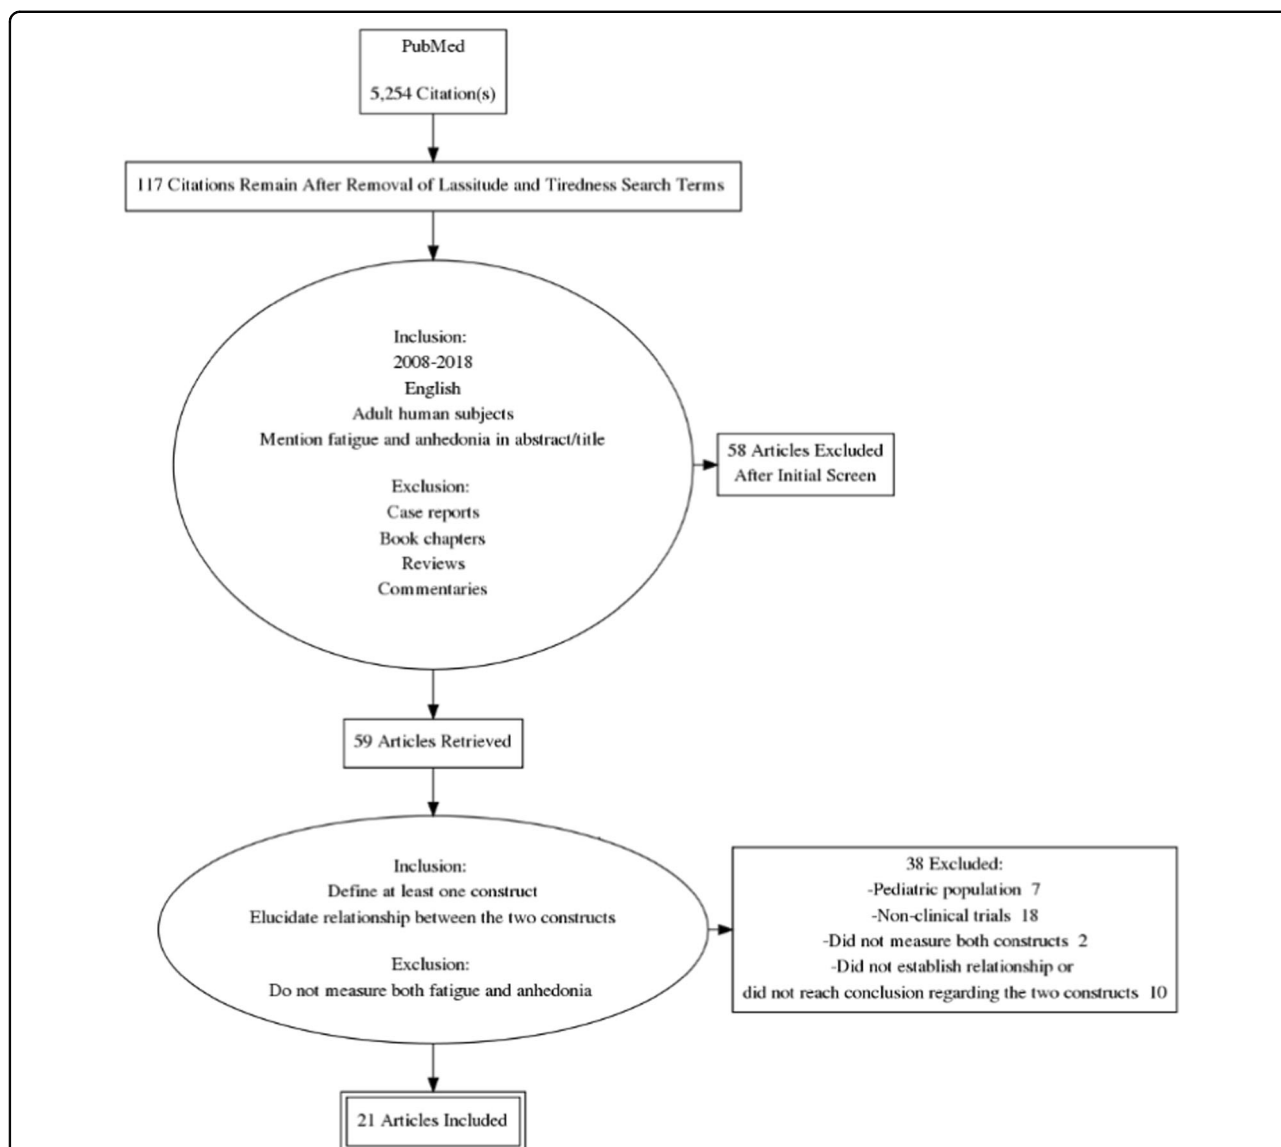 PubMed
5,254 Citation(s)
117 Citations Remain After Removal of Lassitude and Tiredness Search Terms
Inclusion:
2008-2018
English
Adult human subjects
Mention fatigue and anhedonia in abstract/title
Exclusion:
Case reports
Book chapters
Reviews
Commentaries
58 Articles Excluded
After Initial Screen
59 Articles Retrieved
Inclusion:
Define at least one construct
Elucidate relationship between the two constructs
Exclusion:
Do not measure both fatigue and anhedonia
38 Excluded:
-Pediatric population 7
-Non-clinical trials 18
-Did not measure both constructs 2
-Did not establish relationship or
did not reach conclusion regarding the two constructs 10
21 Articles Included